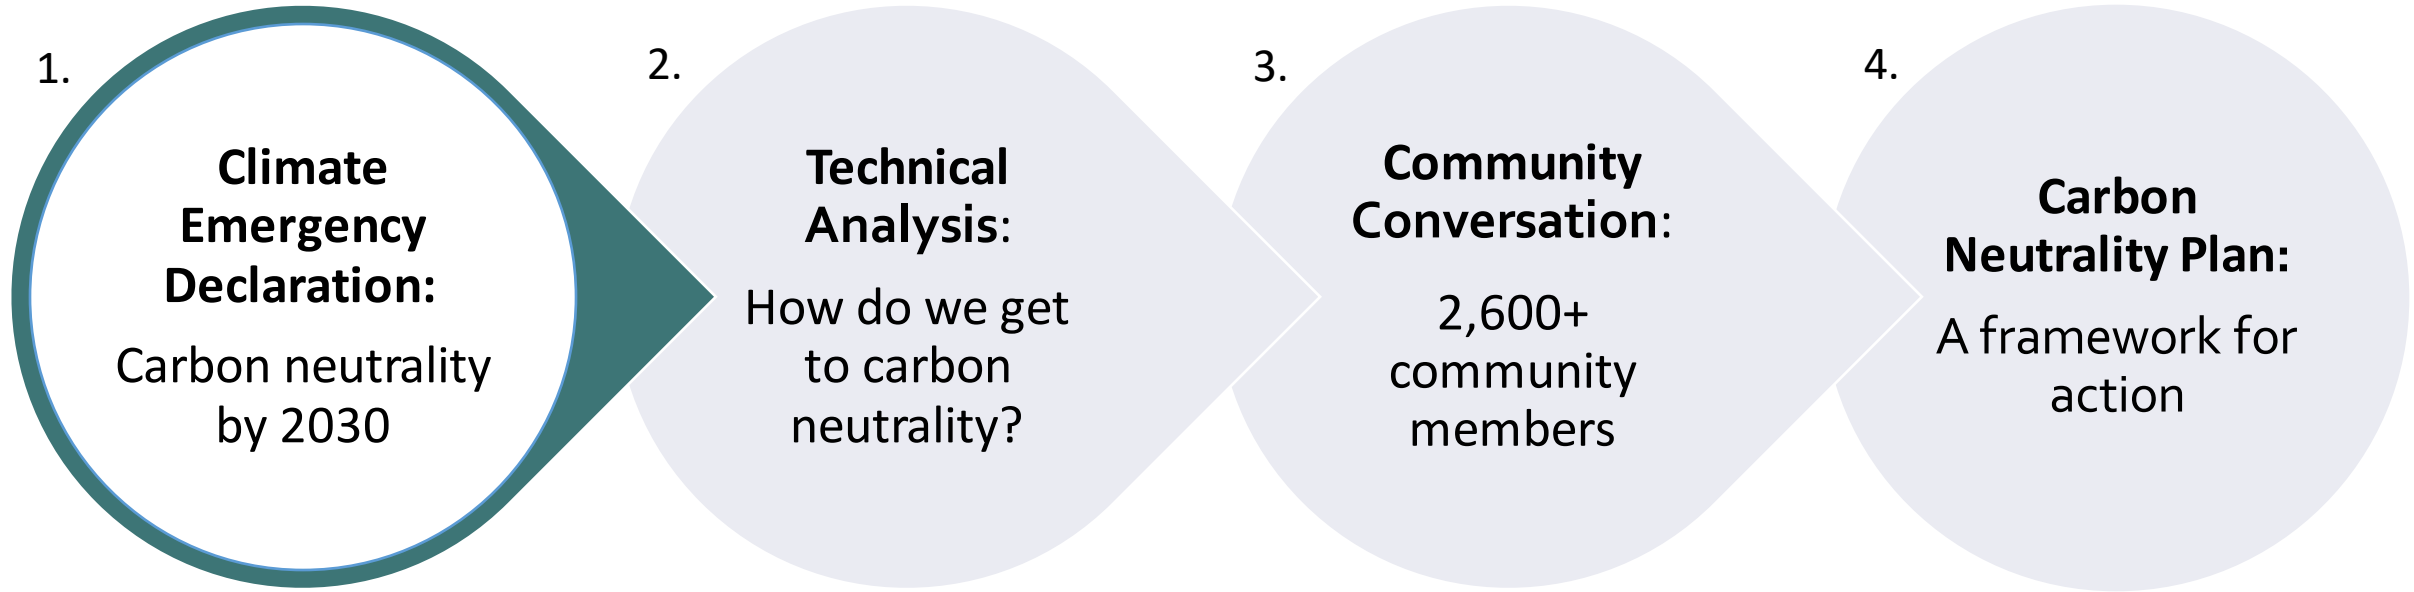 1.
Climate
Emergency
Declaration:
Carbon neutrality
by 2030
2.
Technical
Analysis:
How do we get
to carbon
neutrality?
3.
Community
Conversation:
2,600+
community
members
4.
Carbon
Neutrality Plan:
A framework for
action